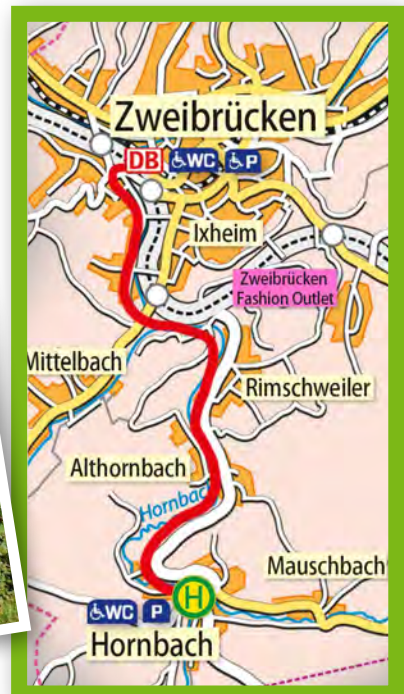 Zweibrücken
DB WC P
Ixheim
Zweibrücken
Fashion Outlet
Mittelbach
Rimschweiler
Althornbach
Hornbach
Mauschbach
WC P H
Hornbach